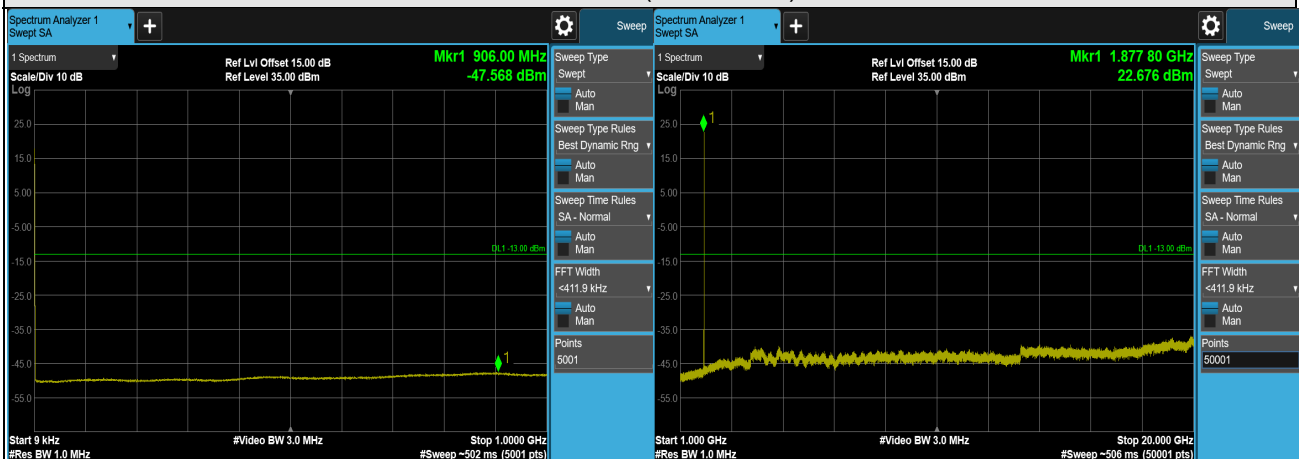 Spectrum Analyzer 1
Swept SA
+
Sweep
1 Spectrum
Scale/Div 10 dB
Ref Lvl Offset 15.00 dB
Ref Level 35.00 dBm
Mkr1 906.00 MHz
-47.568 dBm
Log
25.0
15.0
5.00
-5.00
-15.0
-25.0
-35.0
-45.0
-55.0
DL1 -13.00 dBm
1
Start 9 kHz
#Res BW 1.0 MHz
#Video BW 3.0 MHz
Stop 1.0000 GHz
#Sweep ~502 ms (5001 pts)
Sweep Type
Swept
Auto
Man
Sweep Type Rules
Best Dynamic Rng
Auto
Man
Sweep Time Rules
SA - Normal
Auto
Man
FFT Width
<411.9 kHz
Auto
Man
Points
5001
Spectrum Analyzer 1
Swept SA
+
Sweep
1 Spectrum
Scale/Div 10 dB
Ref Lvl Offset 15.00 dB
Ref Level 35.00 dBm
Mkr1 1.877 80 GHz
22.676 dBm
Log
1
25.0
15.0
5.00
-5.00
-15.0
-25.0
-35.0
-45.0
-55.0
DL1 -13.00 dBm
Start 1.000 GHz
#Res BW 1.0 MHz
#Video BW 3.0 MHz
Stop 20.000 GHz
#Sweep ~506 ms (50001 pts)
Sweep Type
Swept
Auto
Man
Sweep Type Rules
Best Dynamic Rng
Auto
Man
Sweep Time Rules
SA - Normal
Auto
Man
FFT Width
<411.9 kHz
Auto
Man
Points
50001